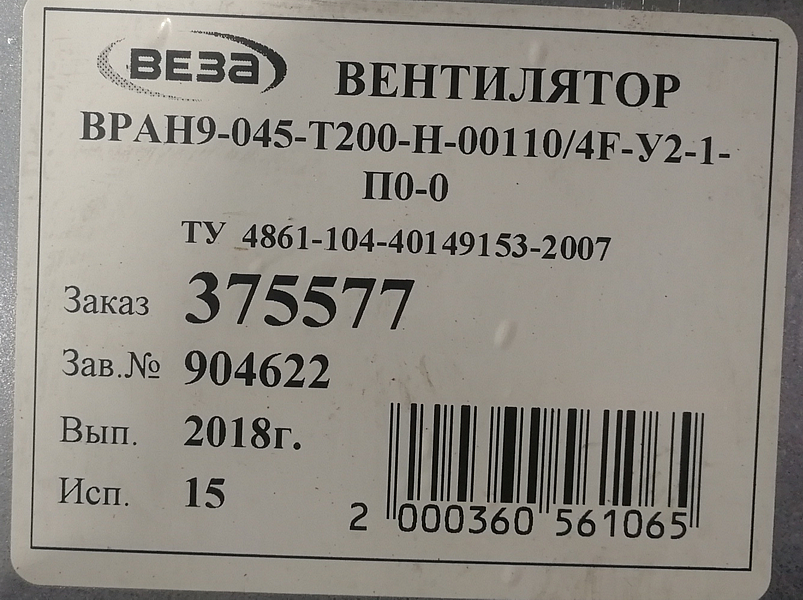 ВЕЗА
ВЕНТИЛЯТОР
ВРАН9-045-Т200-Н-00110/4F-У2-1-
П0-0
ТУ 4861-104-40149153-2007
Заказ 375577
Зав.№ 904622
Вып. 2018г.
Исп. 15
2 000360 561065